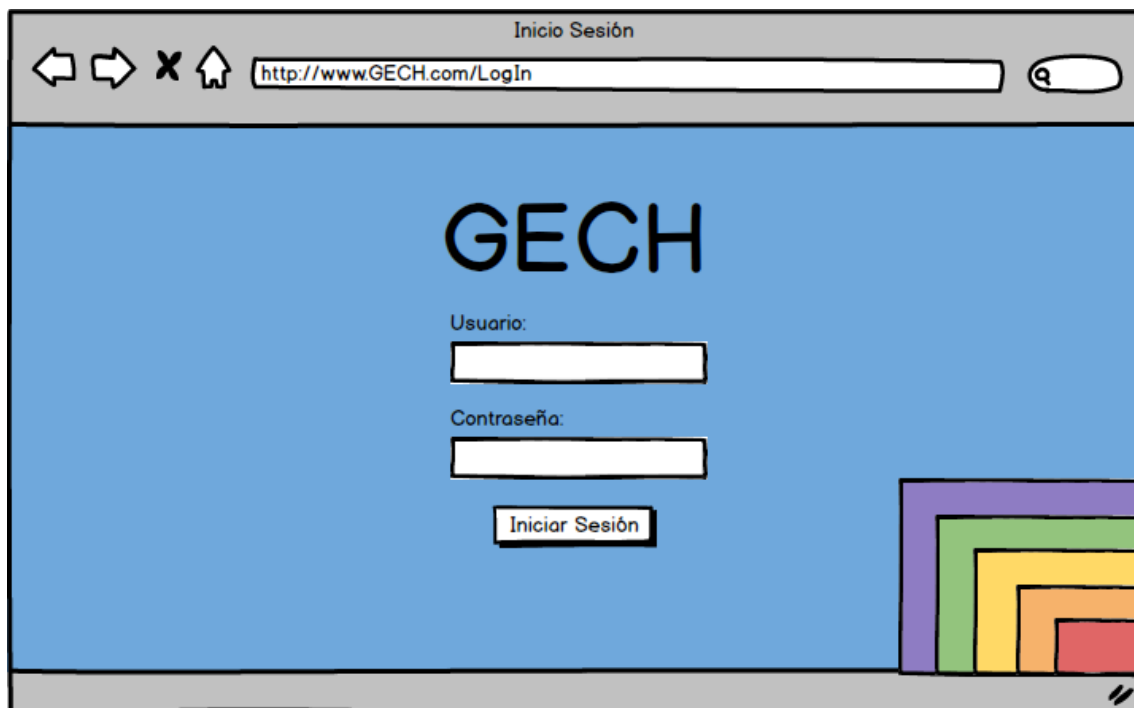 Inicio Sesión
http://www.GECH.com/LogIn
GECH
Usuario:
Contraseña:
Iniciar Sesión